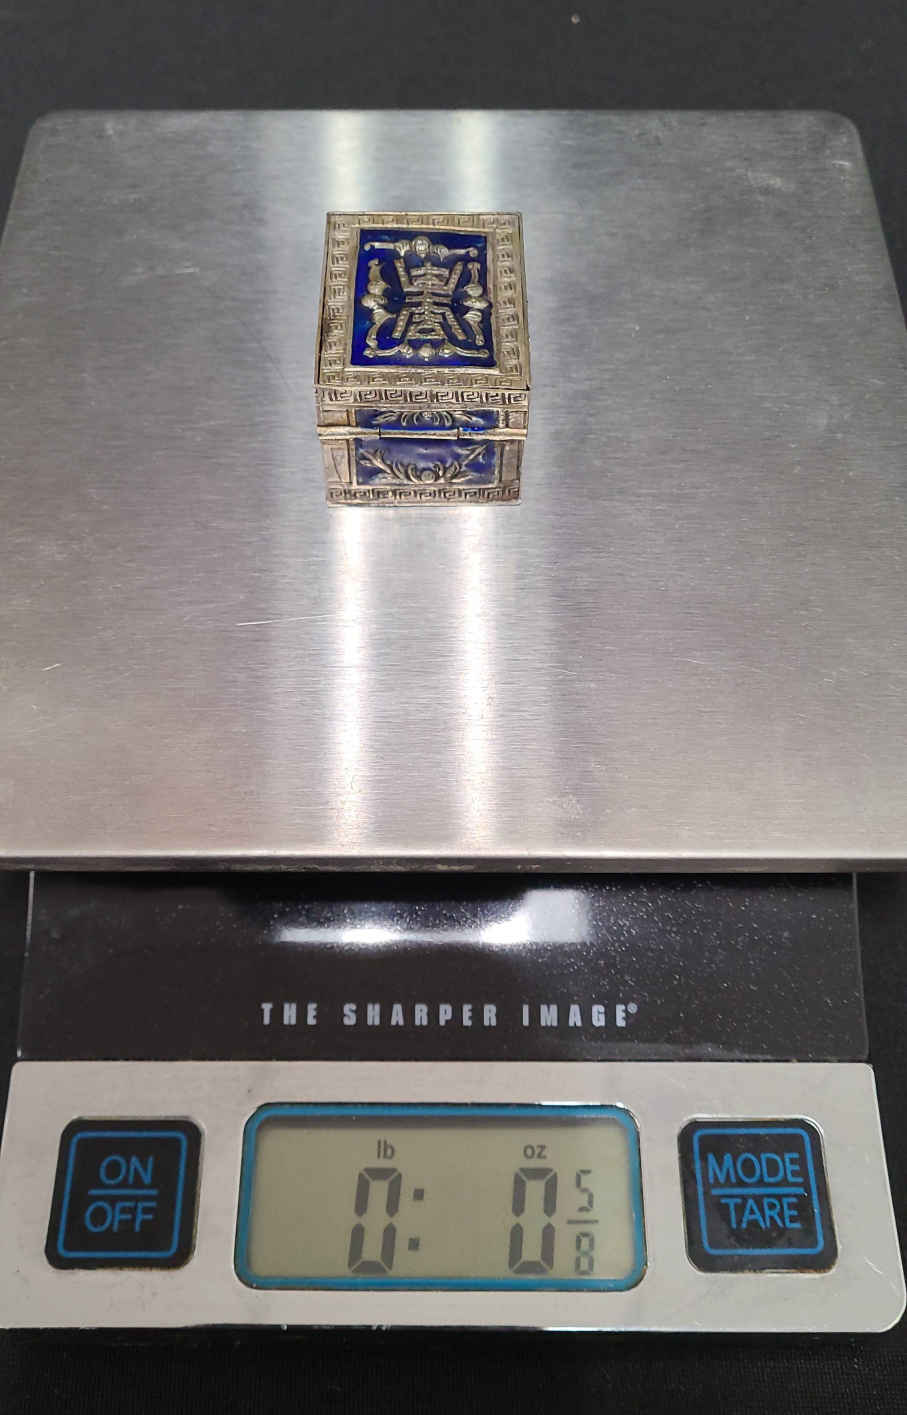 THE SHARPER IMAGE®
ON
OFF
lb oz
0: 0 5/8
MODE
TARE